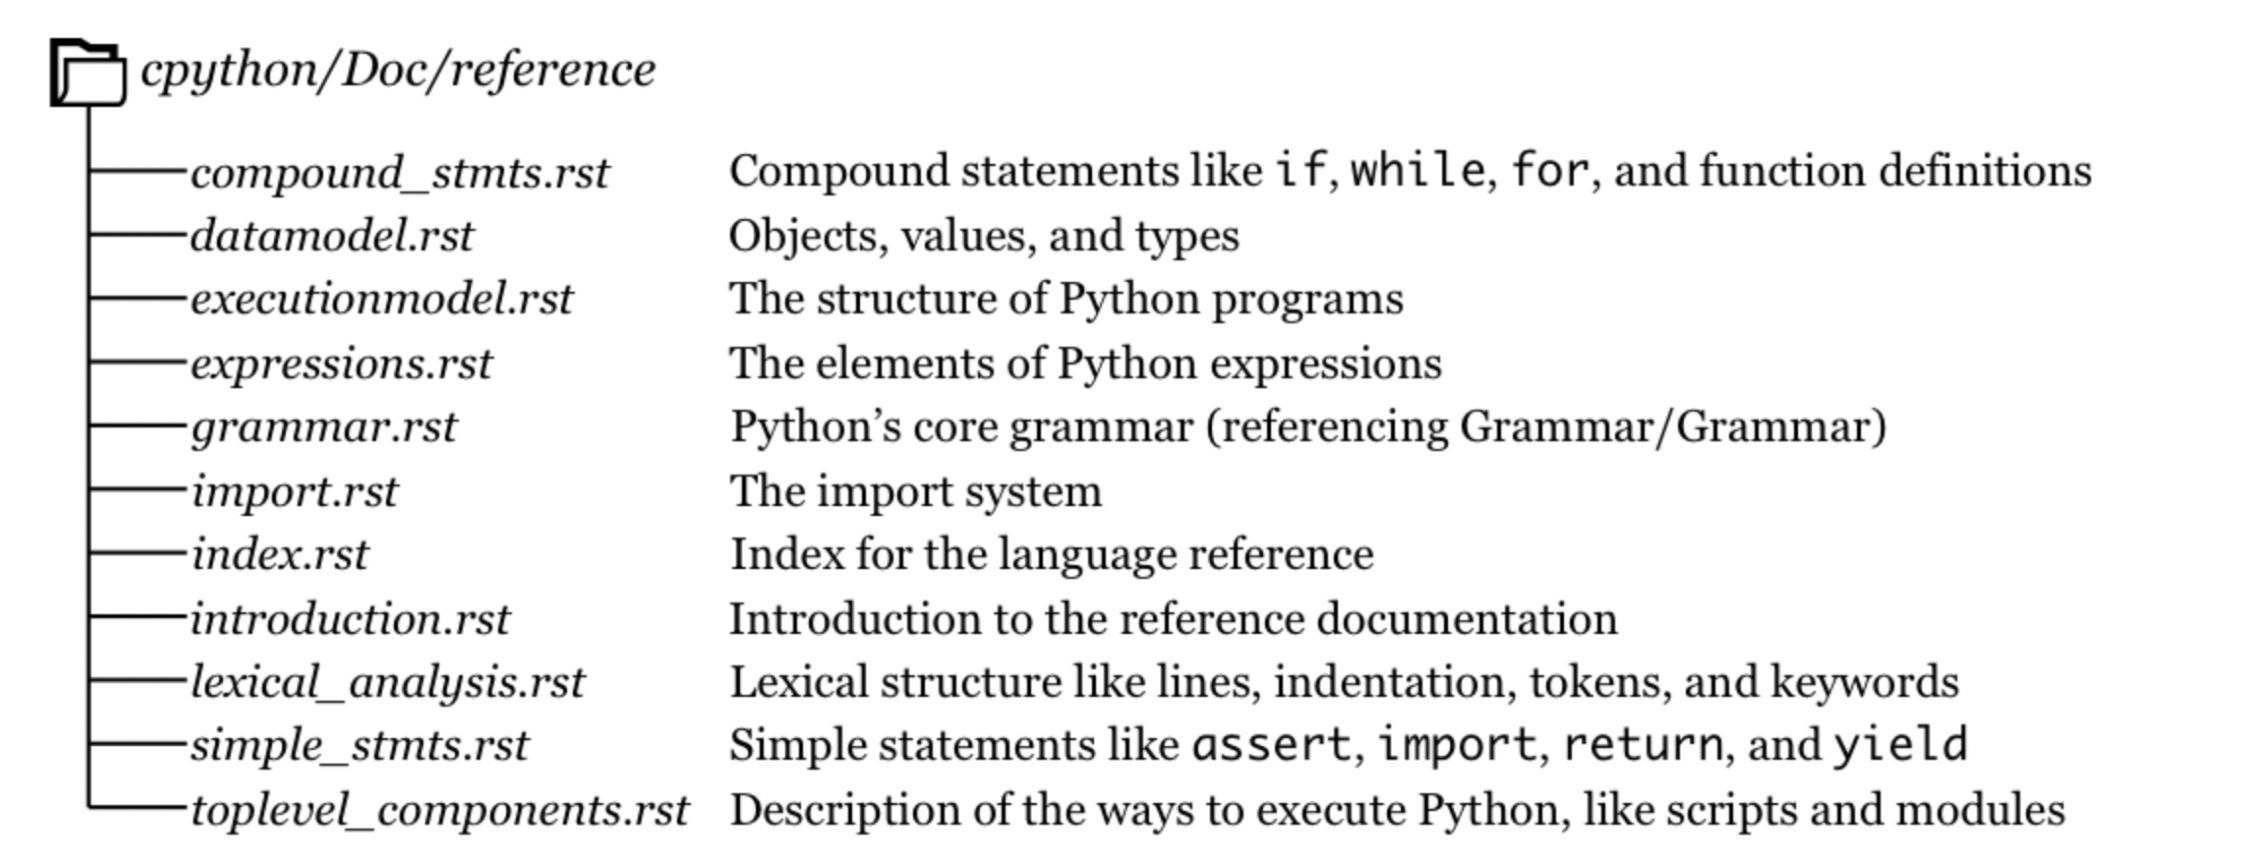 cpython/Doc/reference
compound_stmts.rst Compound statements like if, while, for, and function definitions
datamodel.rst Objects, values, and types
executionmodel.rst The structure of Python programs
expressions.rst The elements of Python expressions
grammar.rst Python’s core grammar (referencing Grammar/Grammar)
import.rst The import system
index.rst Index for the language reference
introduction.rst Introduction to the reference documentation
lexical_analysis.rst Lexical structure like lines, indentation, tokens, and keywords
simple_stmts.rst Simple statements like assert, import, return, and yield
toplevel_components.rst Description of the ways to execute Python, like scripts and modules